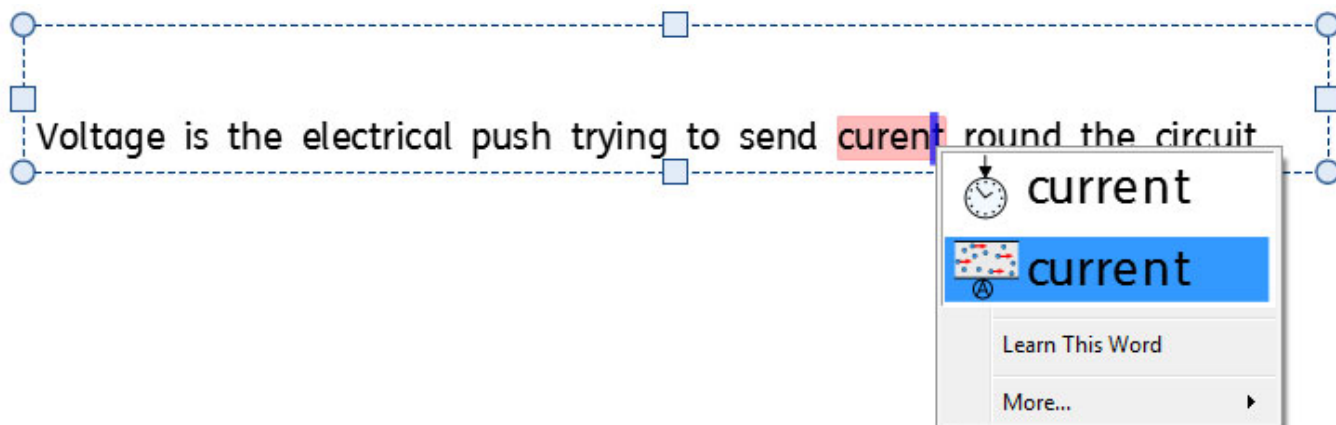 Voltage is the electrical push trying to send curent round the circuit
current
A current
Learn This Word
More...